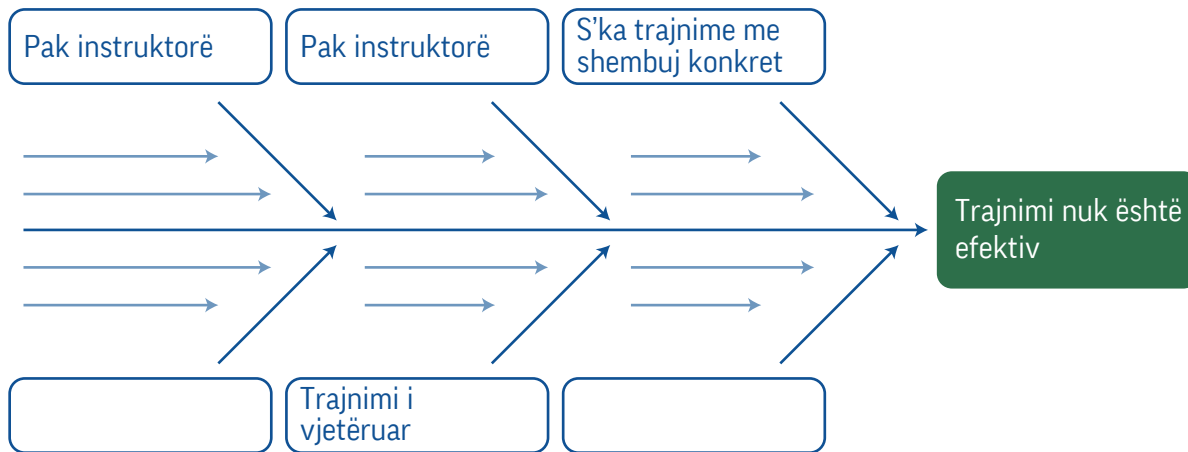 Pak instruktorë
Pak instruktorë
S'ka trajnime me
shembuj konkret
Trajnimi nuk është
efektiv
Trajnimi i
vjetëruar